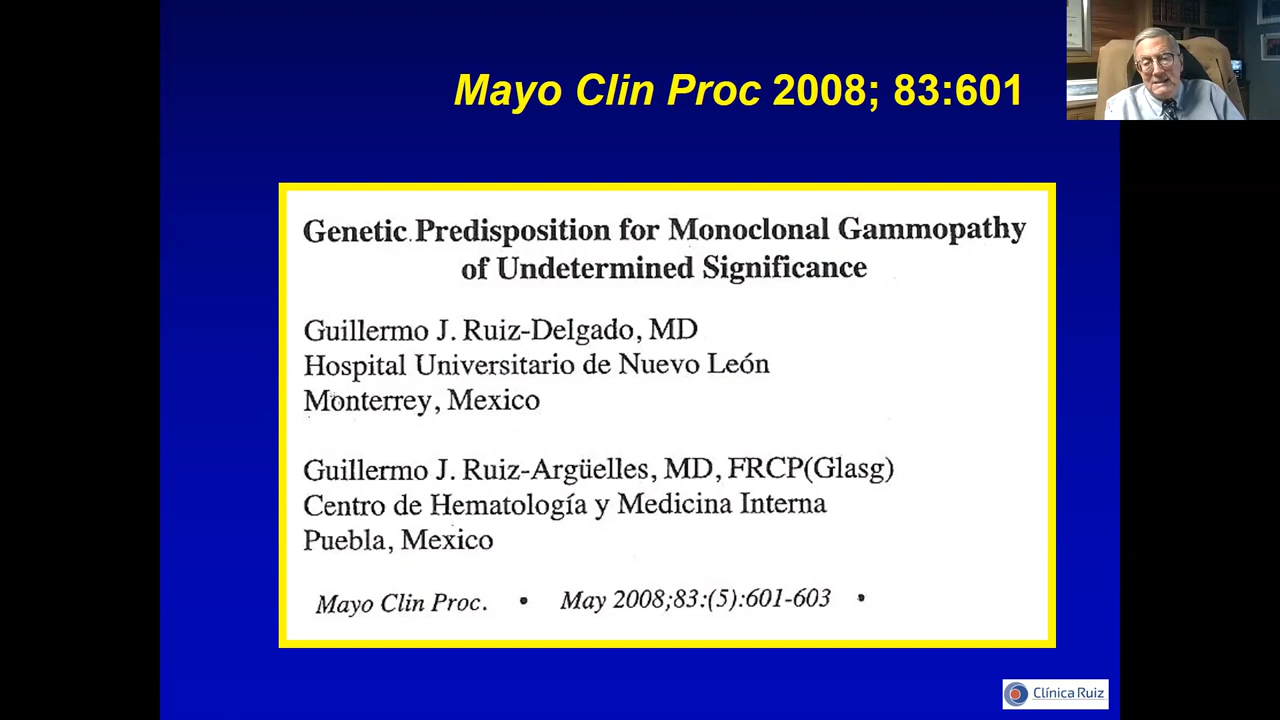 Mayo Clin Proc 2008; 83:601
Genetic Predisposition for Monoclonal Gammopathy
of Undetermined Significance
Guillermo J. Ruiz-Delgado, MD
Hospital Universitario de Nuevo León
Monterrey, Mexico
Guillermo J. Ruiz-Argüelles, MD, FRCP(Glasg)
Centro de Hematología y Medicina Interna
Puebla, Mexico
Mayo Clin Proc. • May 2008;83:(5):601-603 •
Clínica Ruiz